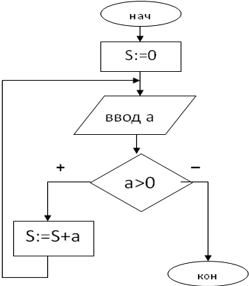 нач
S:=0
ввод a
a>0
+
–
S:=S+a
кон